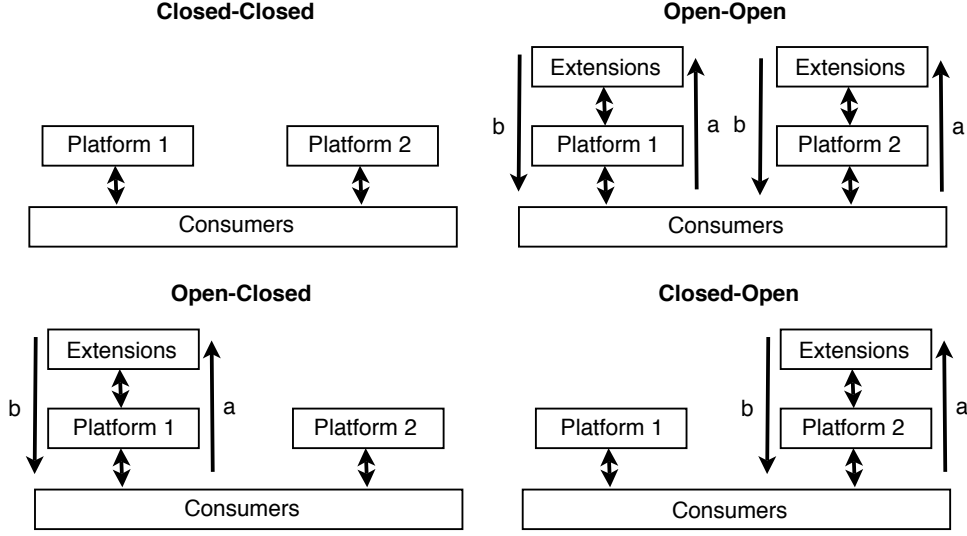 Closed-Closed
Platform 1
Platform 2
Consumers
Open-Open
Extensions
Extensions
b
a
b
a
Platform 1
Platform 2
Consumers
Open-Closed
Extensions
b
a
Platform 1
Platform 2
Consumers
Closed-Open
Extensions
b
a
Platform 1
Platform 2
Consumers